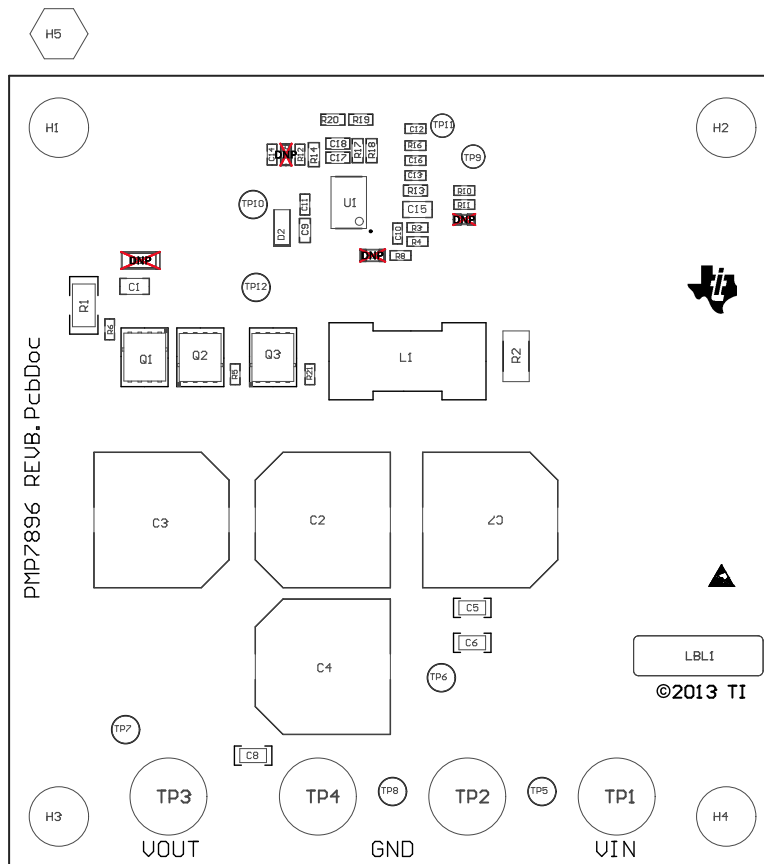 H5
H1
H2
R20 R19
C12
TP11
R16
C14
DNP
R12
R14
C18
C17
R17
R18
C16
TP9
C13
TP10
U1
R13
R10
C11
C15
R11
DNP
D2
C9
C10
R3
R4
DNP
R8
DNP
R1
C1
TP12
R6
Q1
Q2
R5
Q3
R21
L1
R2
PMP7896 REVB.PcbDoc
C3
C2
C7
C5
C6
LBL1
©2013 TI
C4
TP6
TP7
C8
H3
TP3
TP4
TP8
TP2
TP5
TP1
H4
VOUT
GND
VIN